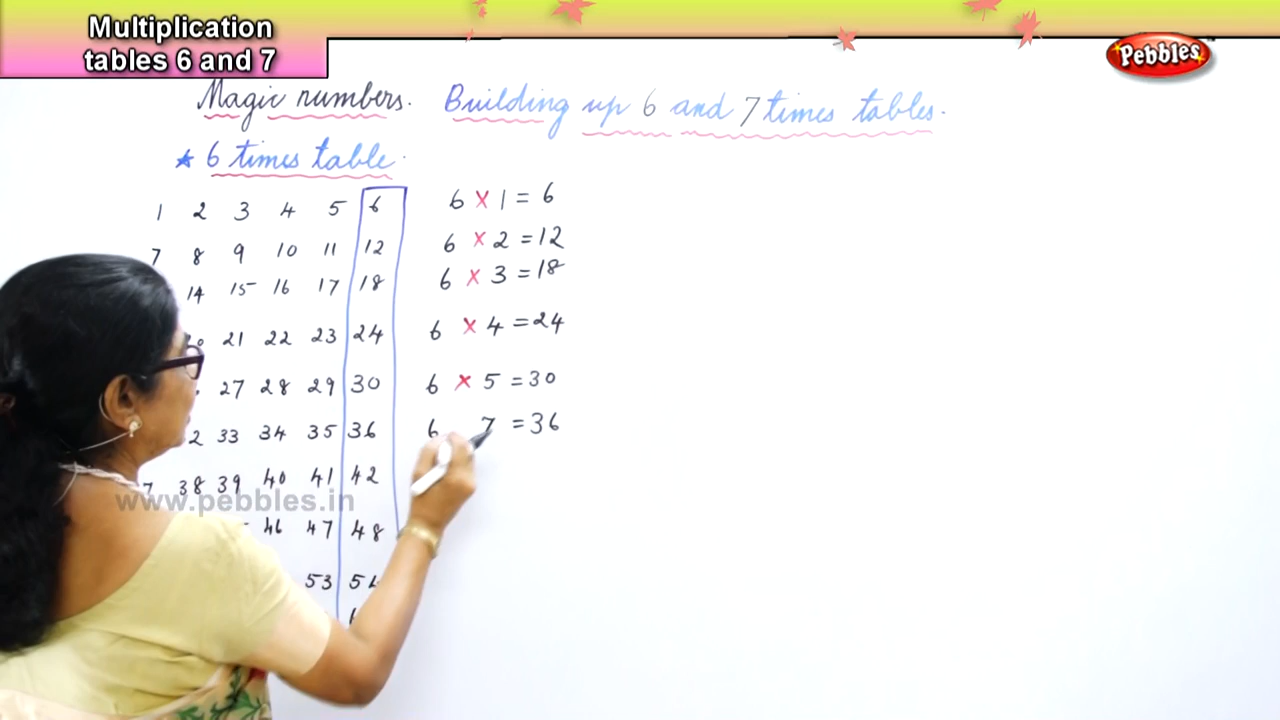 Multiplication
tables 6 and 7
Pebbles
Magic numbers. Building up 6 and 7 times tables.
★ 6 times table.
1 2 3 4 5 6 6 × 1 = 6
7 8 9 10 11 12 6 × 2 = 12
14 15 16 17 18 6 × 3 = 18
21 22 23 24 6 × 4 = 24
27 28 29 30 6 × 5 = 30
33 34 35 36 6 7 = 36
38 39 40 41 42
www.pebbles.in
46 47 48
53